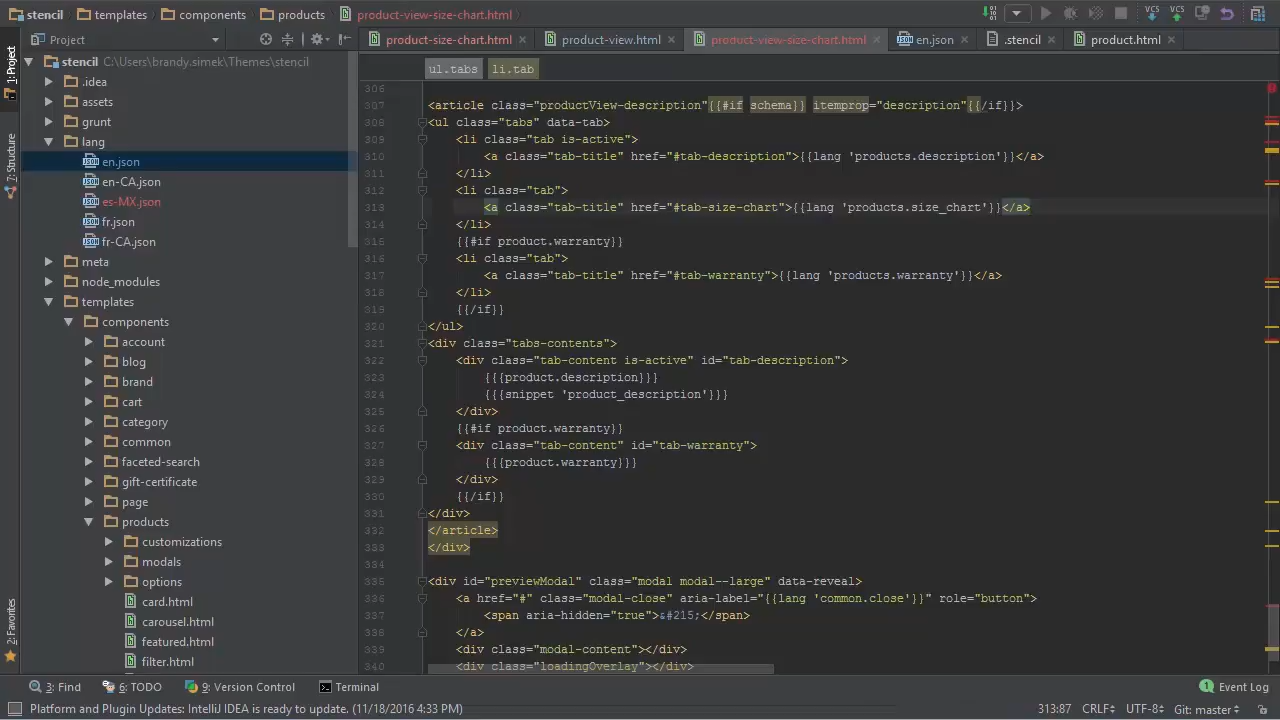 stencil templates components products product-view-size-chart.html
Project
product-size-chart.html product-view.html product-view-size-chart.html en.json .stencil product.html
1: Project
7: Structure
2: Favorites
stencil C:\Users\brandy.simek\Themes\stencil
.idea
assets
grunt
lang
en.json
en-CA.json
es-MX.json
fr.json
fr-CA.json
meta
node_modules
templates
components
account
blog
brand
cart
category
common
faceted-search
gift-certificate
page
products
customizations
modals
options
card.html
carousel.html
featured.html
filter.html
ul.tabs li.tab
306
307 <article class="productView-description"{{#if schema}} itemprop="description"{{/if}}>
308 <ul class="tabs" data-tab>
309 <li class="tab is-active">
310 <a class="tab-title" href="#tab-description">{{lang 'products.description'}}</a>
311 </li>
312 <li class="tab">
313 <a class="tab-title" href="#tab-size-chart">{{lang 'products.size_chart'}}</a>
314 </li>
315 {{#if product.warranty}}
316 <li class="tab">
317 <a class="tab-title" href="#tab-warranty">{{lang 'products.warranty'}}</a>
318 </li>
319 {{/if}}
320 </ul>
321 <div class="tabs-contents">
322 <div class="tab-content is-active" id="tab-description">
323 {{{product.description}}}
324 {{{snippet 'product_description'}}}
325 </div>
326 {{#if product.warranty}}
327 <div class="tab-content" id="tab-warranty">
328 {{{product.warranty}}}
329 </div>
330 {{/if}}
331 </div>
332 </article>
333 </div>
334
335 <div id="previewModal" class="modal modal--large" data-reveal>
336 <a href="#" class="modal-close" aria-label="{{lang 'common.close'}}" role="button">
337 <span aria-hidden="true">&#215;</span>
338 </a>
339 <div class="modal-content"></div>
340 <div class="loadingOverlay"></div>
3: Find 6: TODO 9: Version Control Terminal Event Log
Platform and Plugin Updates: IntelliJ IDEA is ready to update. (11/18/2016 4:33 PM) 313:87 CRLF UTF-8 Git: master